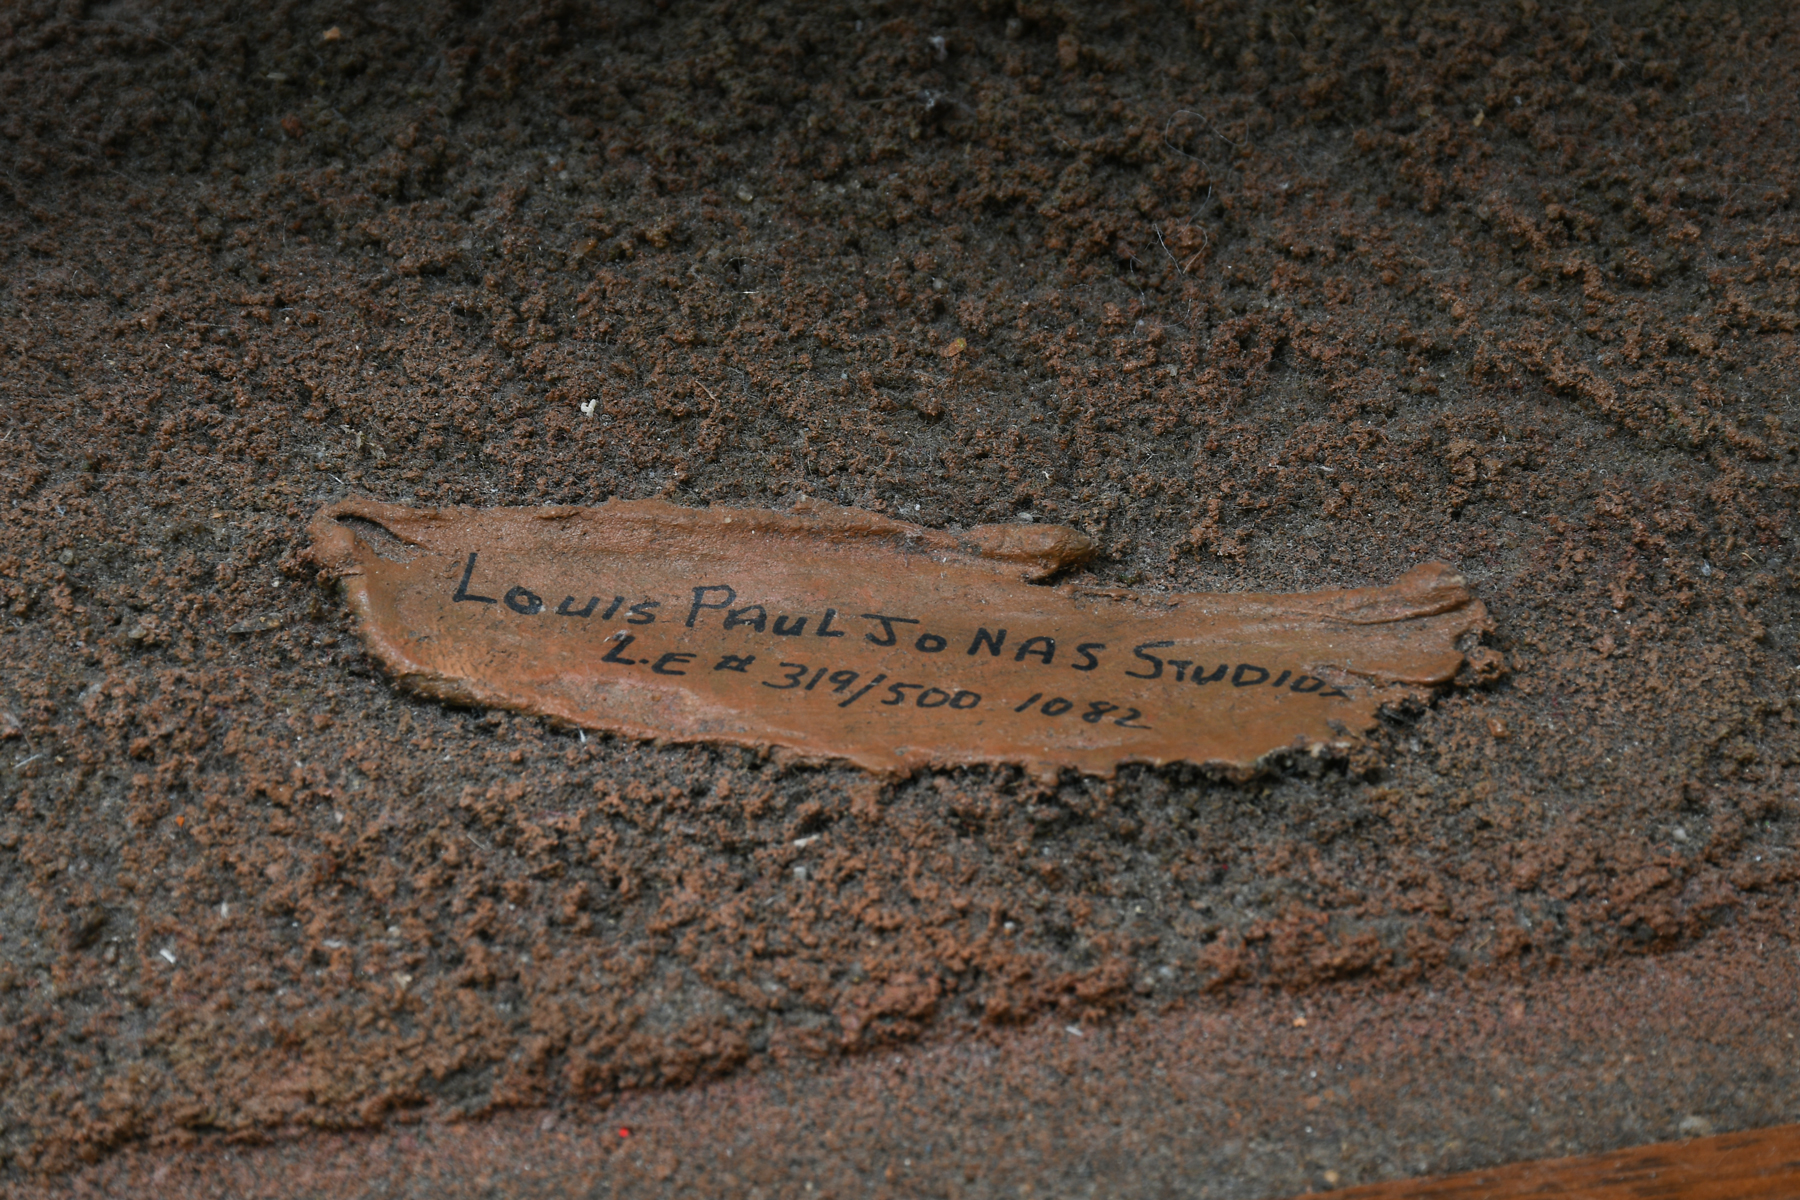 LOUIS PAUL JONAS STUDIOS
L.E # 319/500 1082